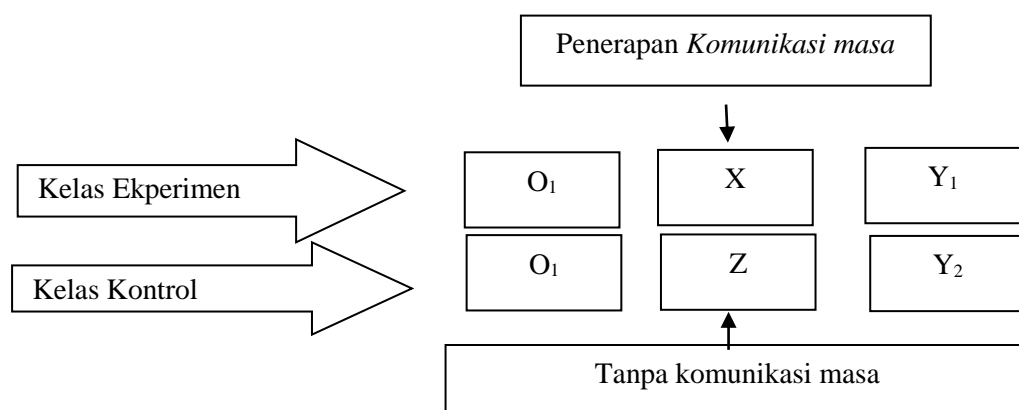 Penerapan Komunikasi masa
Kelas Ekperimen
O₁
X
Y₁
Kelas Kontrol
O₁
Z
Y₂
Tanpa komunikasi masa